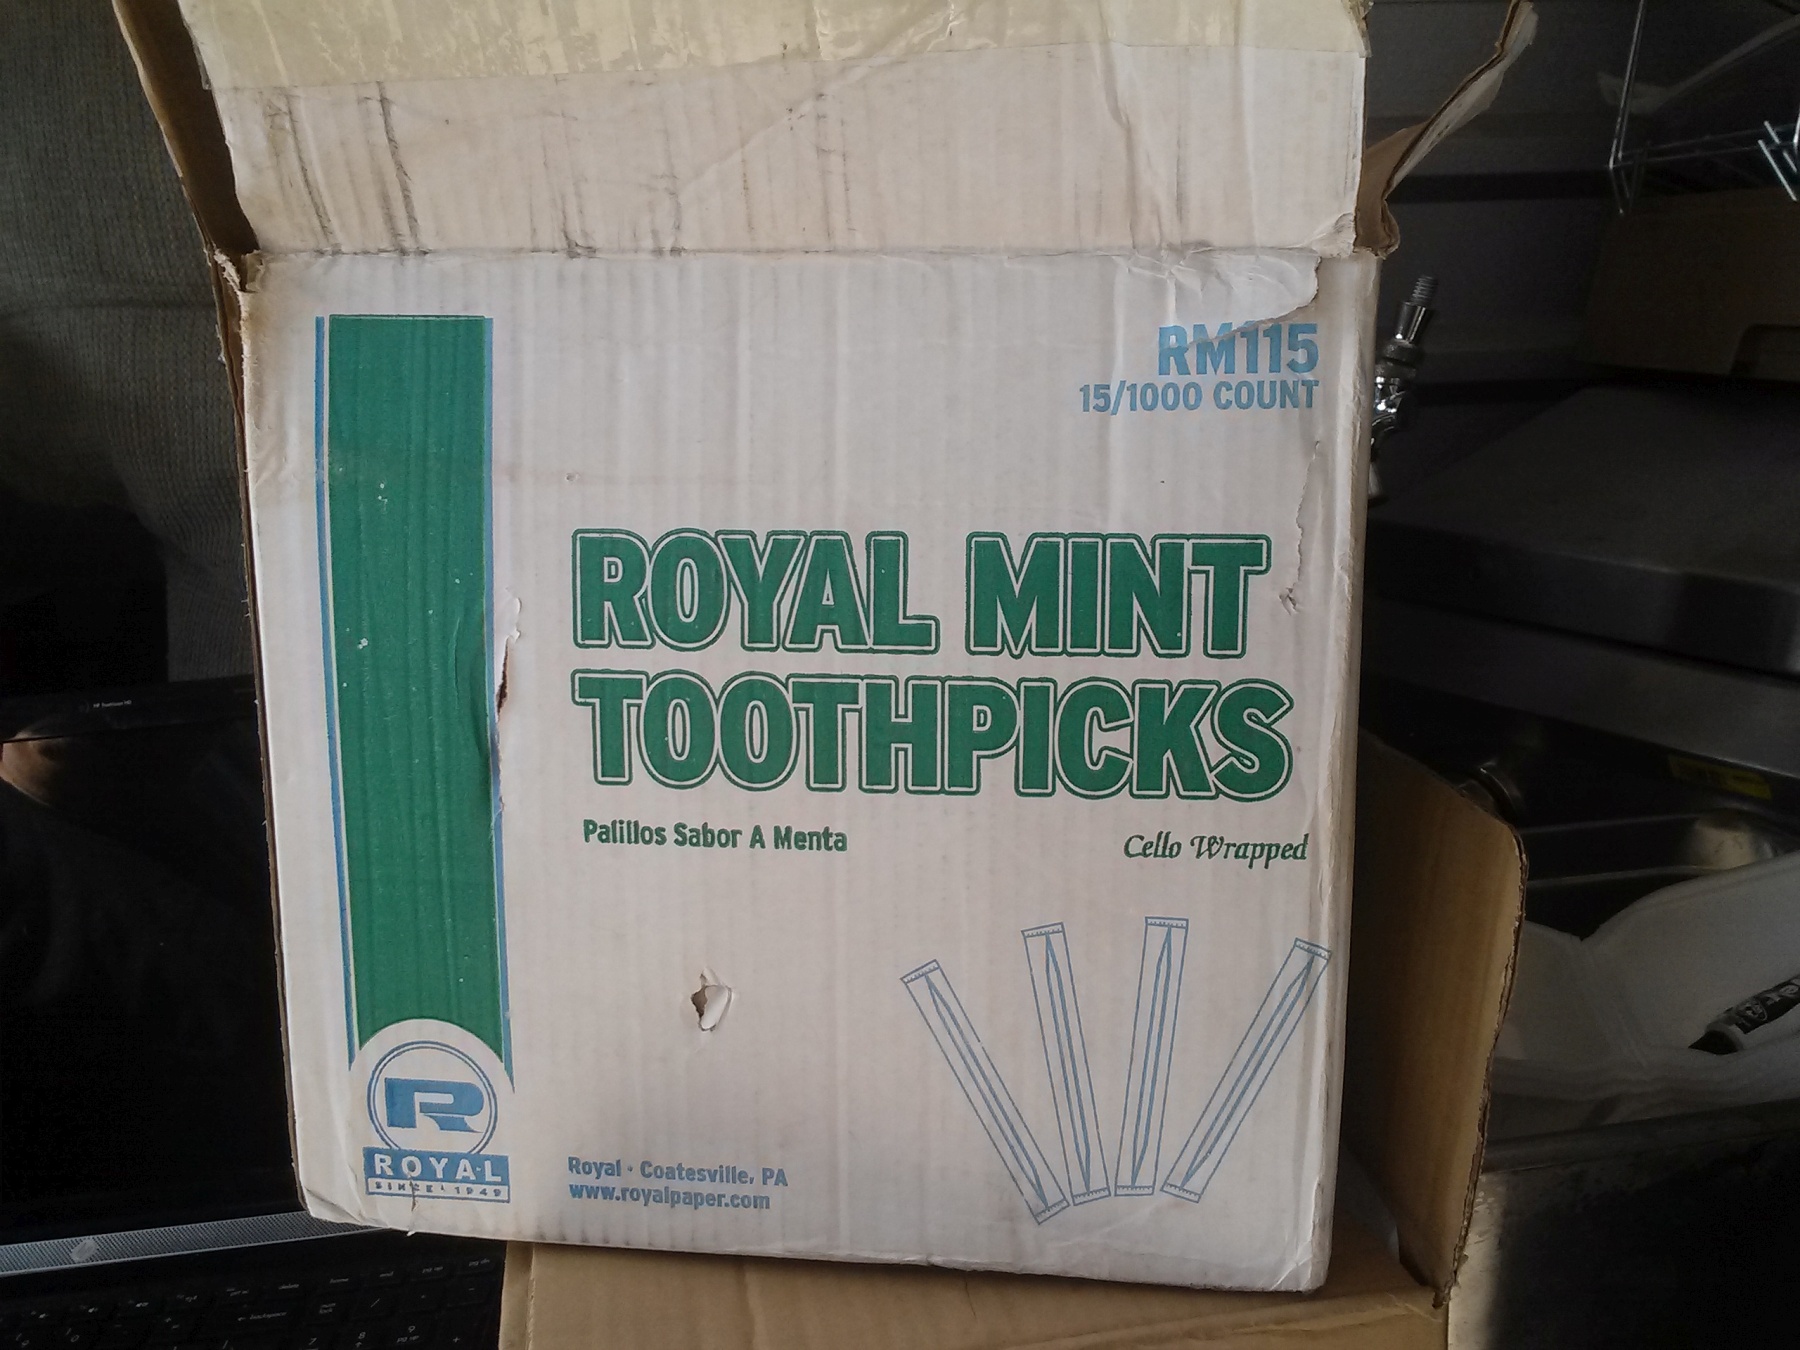 RM115
15/1000 COUNT
ROYAL MINT
TOOTHPICKS
Palillos Sabor A Menta
Cello Wrapped
R
ROYAL
SINCE 1949
Royal · Coatesville, PA
www.royalpaper.com